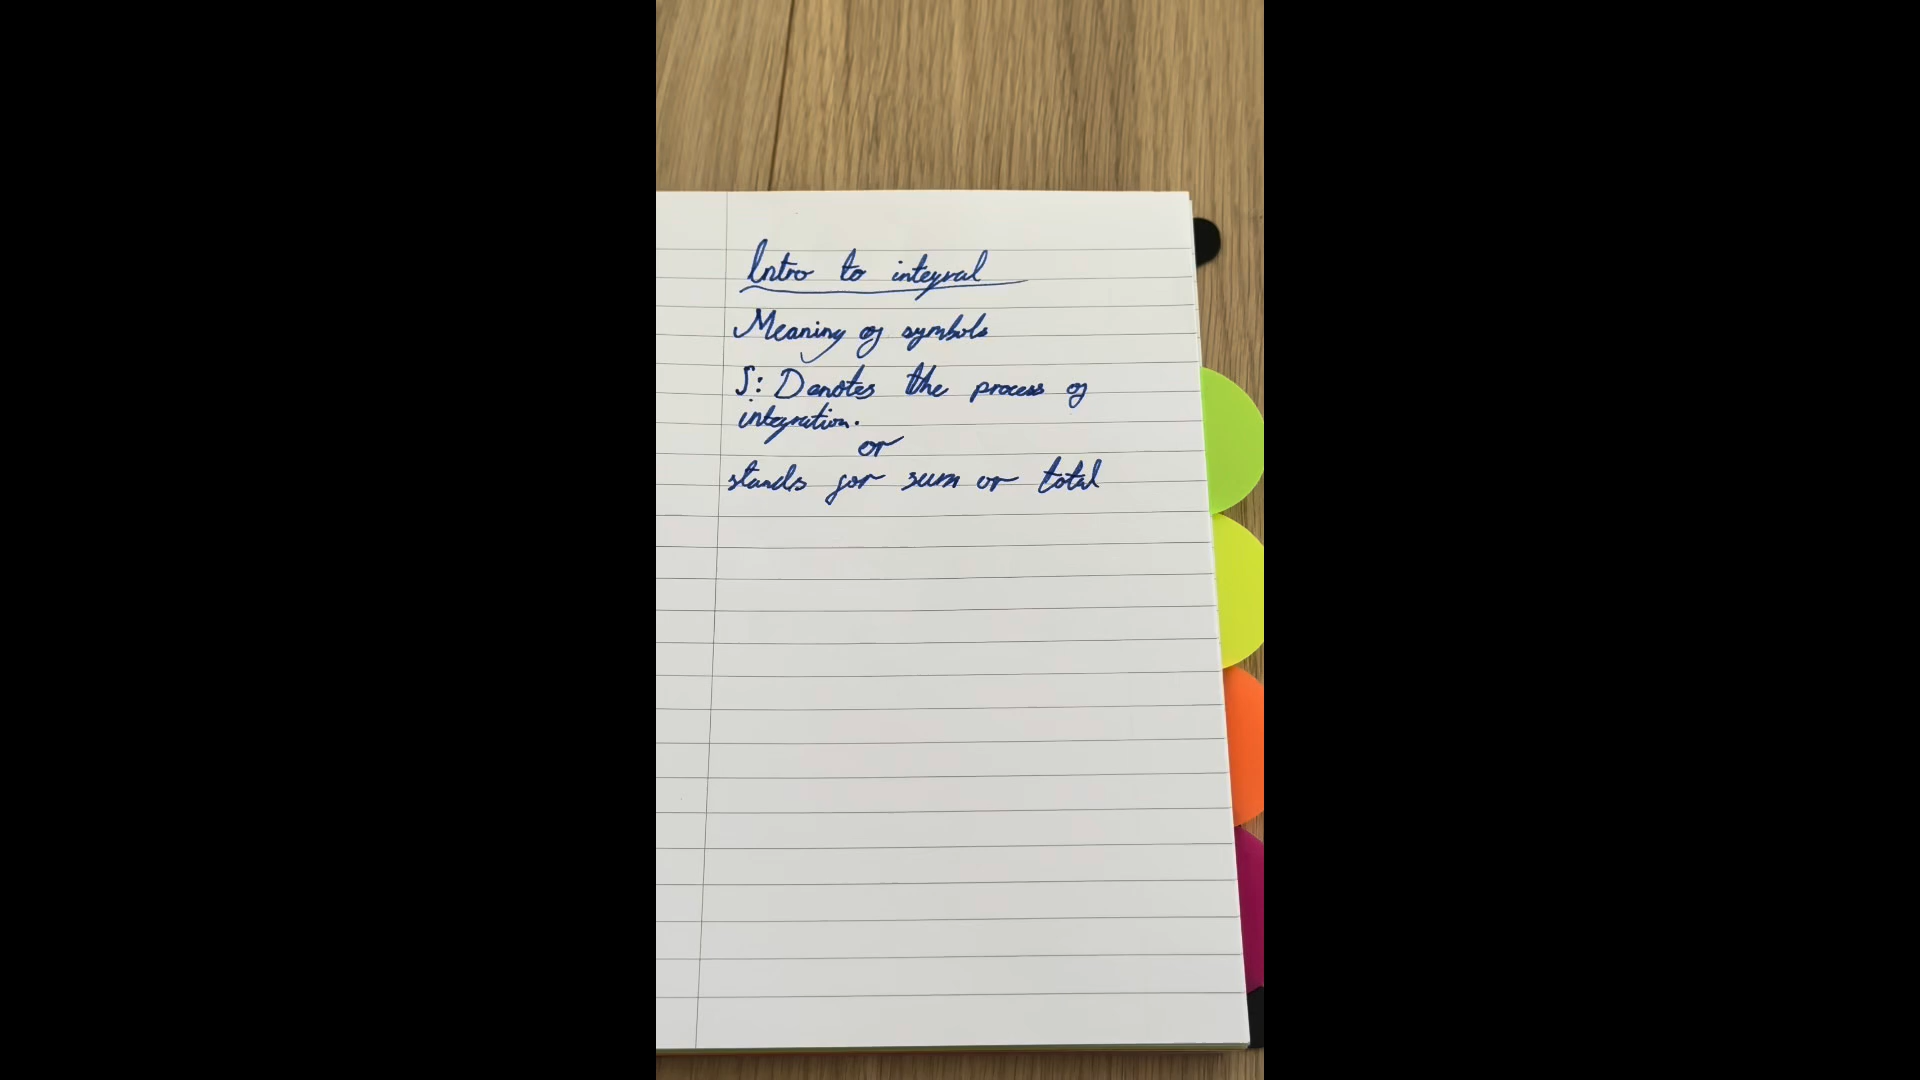 Intro to integral
Meaning of symbols
∫: Denotes the process of
integration.
or
stands for sum or total